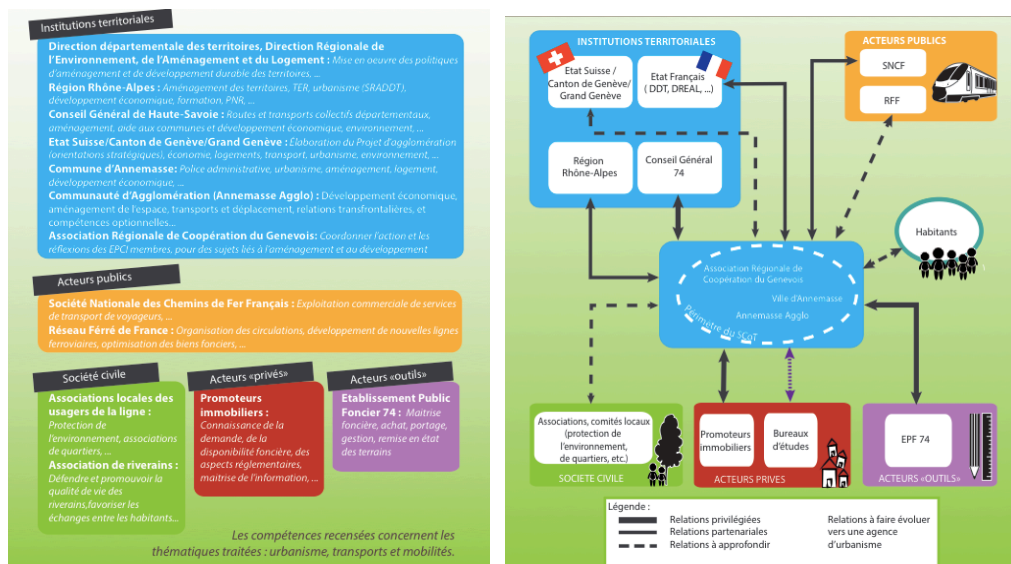 Institutions territoriales
Direction départementale des territoires, Direction Régionale de
l'Environnement, de l'Aménagement et du Logement : Mise en oeuvre des politiques
d'aménagement et de développement durable des territoires, ...
Région Rhône-Alpes : Aménagement des territoires, TER, urbanisme (SRADDT),
développement économique, formation, PNR, ...
Conseil Général de Haute-Savoie : Routes et transports collectifs départementaux,
aménagement, aide aux communes et développement économique, environnement, ...
Etat Suisse/Canton de Genève/Grand Genève : Elaboration du Projet d'agglomération
(orientations stratégiques), économie, logements, transport, urbanisme, environnement, ...
Commune d'Annemasse: Police administrative, urbanisme, aménagement, logement,
développement économique, ...
Communauté d'Agglomération (Annemasse Agglo) : Développement économique,
aménagement de l'espace, transports et déplacement, relations transfrontalières, et
compétences optionnelles...
Association Régionale de Coopération du Genevois: Coordonner l'action et les
réflexions des EPCI membres, pour des sujets liés à l'aménagement et au développement
Acteurs publics
Société Nationale des Chemins de Fer Français : Exploitation commerciale de services
de transport de voyageurs, ...
Réseau Férré de France : Organisation des circulations, développement de nouvelles lignes
ferroviaires, optimisation des biens fonciers, ...
Société civile
Associations locales des
usagers de la ligne :
Protection de
l'environnement, associations
de quartiers, ...
Association de riverains :
Défendre et promouvoir la
qualité de vie des
riverains,favoriser les
échanges entre les habitants...
Acteurs «privés»
Promoteurs
immobiliers :
Connaissance de la
demande, de la
disponibilité foncière, des
aspects réglementaires,
maitrise de l'information, ...
Acteurs «outils»
Etablissement Public
Foncier 74 : Maitrise
foncière, achat, portage,
gestion, remise en état
des terrains
Les compétences recensées concernent les
thématiques traitées : urbanisme, transports et mobilités.
INSTITUTIONS TERRITORIALES
Etat Suisse /
Canton de Genève/
Grand Genève
Etat Français
( DDT, DREAL, ...)
Région
Rhône-Alpes
Conseil Général
74
ACTEURS PUBLICS
SNCF
RFF
Habitants
Association Régionale de
Coopération du Genevois
Ville d'Annemasse
Annemasse Agglo
Périmètre du SCoT
Associations, comités locaux
(protection de
l'environnement,
de quartiers, etc.)
SOCIETE CIVILE
Promoteurs
immobiliers
Bureaux
d'études
ACTEURS PRIVES
EPF 74
ACTEURS «OUTILS»
Légende :
Relations privilégiées
Relations partenariales
Relations à approfondir
Relations à faire évoluer
vers une agence
d'urbanisme